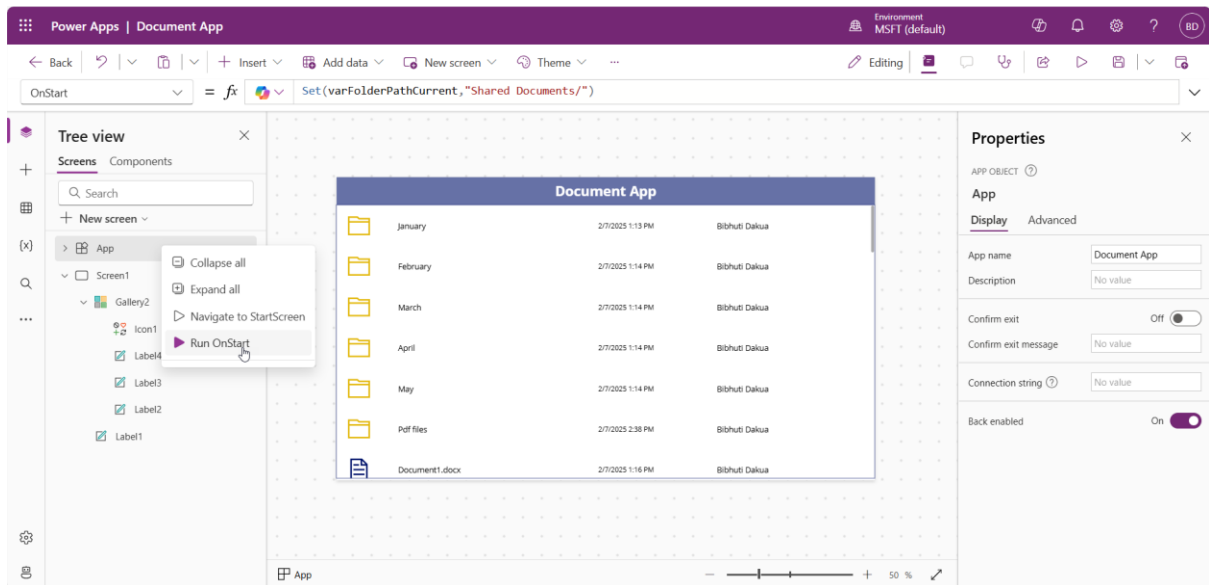 Power Apps | Document App
Environment
MSFT (default)
BD
Back
Insert
Add data
New screen
Theme
Editing
OnStart
= fx
Set(varFolderPathCurrent,"Shared Documents/")
Tree view
Screens Components
Search
New screen
App
Screen1
Gallery2
Icon1
Label4
Label3
Label2
Label1
Collapse all
Expand all
Navigate to StartScreen
Run OnStart
Document App
January 2/7/2025 1:13 PM Bibhuti Dakua
February 2/7/2025 1:14 PM Bibhuti Dakua
March 2/7/2025 1:14 PM Bibhuti Dakua
April 2/7/2025 1:14 PM Bibhuti Dakua
May 2/7/2025 1:14 PM Bibhuti Dakua
Pdf files 2/7/2025 2:38 PM Bibhuti Dakua
Document1.docx 2/7/2025 1:16 PM Bibhuti Dakua
App
50 %
Properties
APP OBJECT
App
Display Advanced
App name Document App
Description No value
Confirm exit Off
Confirm exit message No value
Connection string No value
Back enabled On